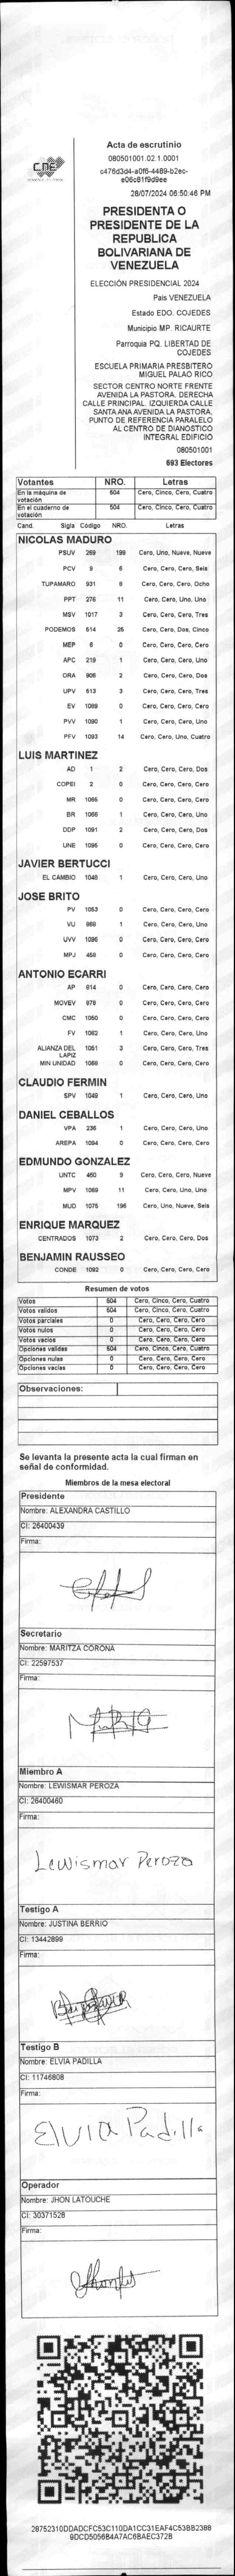 CNE
Acta de escrutinio
080501001.02.1.0001
c476d3d4-a0f6-4489-b2ec-
e06c81f9d9ee
28/07/2024 06:50:46 PM
PRESIDENTA O
PRESIDENTE DE LA
REPUBLICA
BOLIVARIANA DE
VENEZUELA
ELECCIÓN PRESIDENCIAL 2024
Pais VENEZUELA
Estado EDO. COJEDES
Municipio MP. RICAURTE
Parroquia PQ. LIBERTAD DE
COJEDES
ESCUELA PRIMARIA PRESBITERO
MIGUEL PALAO RICO
SECTOR CENTRO NORTE FRENTE
AVENIDA LA PASTORA. DERECHA
CALLE PRINCIPAL. IZQUIERDA CALLE
SANTA ANA AVENIDA LA PASTORA,
PUNTO DE REFERENCIA PARALELO
AL CENTRO DE DIANOSTICO
INTEGRAL EDIFICIO
080501001
693 Electores
Votantes NRO. Letras
En la máquina de votación 504 Cero, Cinco, Cero, Cuatro
En el cuaderno de votación 504 Cero, Cinco, Cero, Cuatro
Cand. Sigla Código NRO. Letras
NICOLAS MADURO
PSUV 269 199 Cero, Uno, Nueve, Nueve
PCV 9 6 Cero, Cero, Cero, Seis
TUPAMARO 931 8 Cero, Cero, Cero, Ocho
PPT 276 11 Cero, Cero, Uno, Uno
MSV 1017 3 Cero, Cero, Cero, Tres
PODEMOS 514 25 Cero, Cero, Dos, Cinco
MEP 6 0 Cero, Cero, Cero, Cero
APC 219 1 Cero, Cero, Cero, Uno
ORA 906 2 Cero, Cero, Cero, Dos
UPV 513 3 Cero, Cero, Cero, Tres
EV 1089 0 Cero, Cero, Cero, Cero
PVV 1090 1 Cero, Cero, Cero, Uno
PFV 1093 14 Cero, Cero, Uno, Cuatro
LUIS MARTINEZ
AD 1 2 Cero, Cero, Cero, Dos
COPEI 2 0 Cero, Cero, Cero, Cero
MR 1065 0 Cero, Cero, Cero, Cero
BR 1066 1 Cero, Cero, Cero, Uno
DDP 1091 2 Cero, Cero, Cero, Dos
UNE 1095 0 Cero, Cero, Cero, Cero
JAVIER BERTUCCI
EL CAMBIO 1048 1 Cero, Cero, Cero, Uno
JOSE BRITO
PV 1053 0 Cero, Cero, Cero, Cero
VU 868 1 Cero, Cero, Cero, Uno
UVV 1096 0 Cero, Cero, Cero, Cero
MPJ 458 0 Cero, Cero, Cero, Cero
ANTONIO ECARRI
AP 914 0 Cero, Cero, Cero, Cero
MOVEV 978 0 Cero, Cero, Cero, Cero
CMC 1050 0 Cero, Cero, Cero, Cero
FV 1062 1 Cero, Cero, Cero, Uno
ALIANZA DEL LAPIZ 1051 3 Cero, Cero, Cero, Tres
MIN UNIDAD 1068 0 Cero, Cero, Cero, Cero
CLAUDIO FERMIN
SPV 1049 1 Cero, Cero, Cero, Uno
DANIEL CEBALLOS
VPA 236 1 Cero, Cero, Cero, Uno
AREPA 1094 0 Cero, Cero, Cero, Cero
EDMUNDO GONZALEZ
UNTC 460 9 Cero, Cero, Cero, Nueve
MPV 1069 11 Cero, Cero, Uno, Uno
MUD 1075 196 Cero, Uno, Nueve, Seis
ENRIQUE MARQUEZ
CENTRADOS 1073 2 Cero, Cero, Cero, Dos
BENJAMIN RAUSSEO
CONDE 1092 0 Cero, Cero, Cero, Cero
Resumen de votos
Votos 504 Cero, Cinco, Cero, Cuatro
Votos validos 504 Cero, Cinco, Cero, Cuatro
Votos parciales 0 Cero, Cero, Cero, Cero
Votos nulos 0 Cero, Cero, Cero, Cero
Votos vacios 0 Cero, Cero, Cero, Cero
Opciones validas 504 Cero, Cinco, Cero, Cuatro
Opciones nulas 0 Cero, Cero, Cero, Cero
Opciones vacias 0 Cero, Cero, Cero, Cero
Observaciones:
Se levanta la presente acta la cual firman en
señal de conformidad.
Miembros de la mesa electoral
Presidente
Nombre: ALEXANDRA CASTILLO
CI: 26400439
Firma:
Secretario
Nombre: MARITZA CORONA
CI: 22597537
Firma:
Miembro A
Nombre: LEWISMAR PEROZA
CI: 26400460
Firma:
Lewismar Peroza
Testigo A
Nombre: JUSTINA BERRIO
CI: 13442899
Firma:
Testigo B
Nombre: ELVIA PADILLA
CI: 11746808
Firma:
Elvia Padilla
Operador
Nombre: JHON LATOUCHE
CI: 30371528
Firma:
28752310DDADCFC53C110DA1CC31EAF4C53BB2388
9DCD5056B4A7AC6BAEC3728